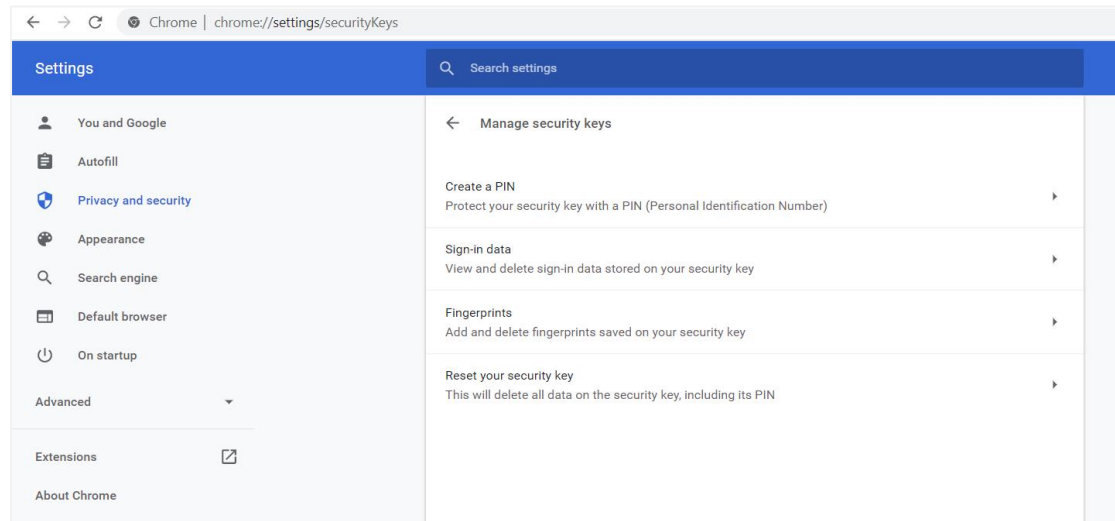 Chrome | chrome://settings/securityKeys
Settings
Search settings
You and Google
Autofill
Privacy and security
Appearance
Search engine
Default browser
On startup
Advanced
Extensions
About Chrome
Manage security keys
Create a PIN
Protect your security key with a PIN (Personal Identification Number)
Sign-in data
View and delete sign-in data stored on your security key
Fingerprints
Add and delete fingerprints saved on your security key
Reset your security key
This will delete all data on the security key, including its PIN